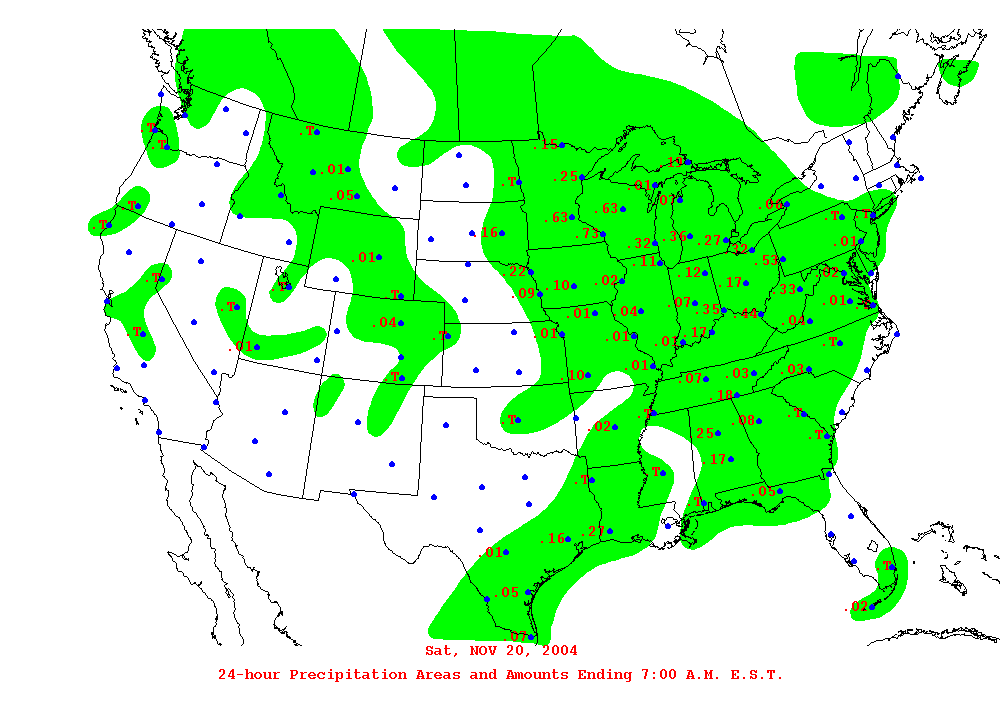 .15
.T
.T
.19
.T
.01
.25
.T
.01
.05
.01
.T
.06
.63
.63
.T
.T
.T
.16
.73
.32
.36
.27
.32
.01
.01
.11
.53
.T
.22
.12
.02
.T
.10
.02
.17
.33
.T
.09
.T
.07
.01
.T
.01
.04
.35
.44
.04
.04
.T
.T
.01
.01
.17
.01
.01
.T
.01
.03
.T
.10
.07
.03
.18
.T
.T
.T
.08
.02
.25
.T
.17
.T
.T
.05
.T
.27
.16
.01
.T
.05
.02
.07
Sat, NOV 20, 2004
24-hour Precipitation Areas and Amounts Ending 7:00 A.M. E.S.T.